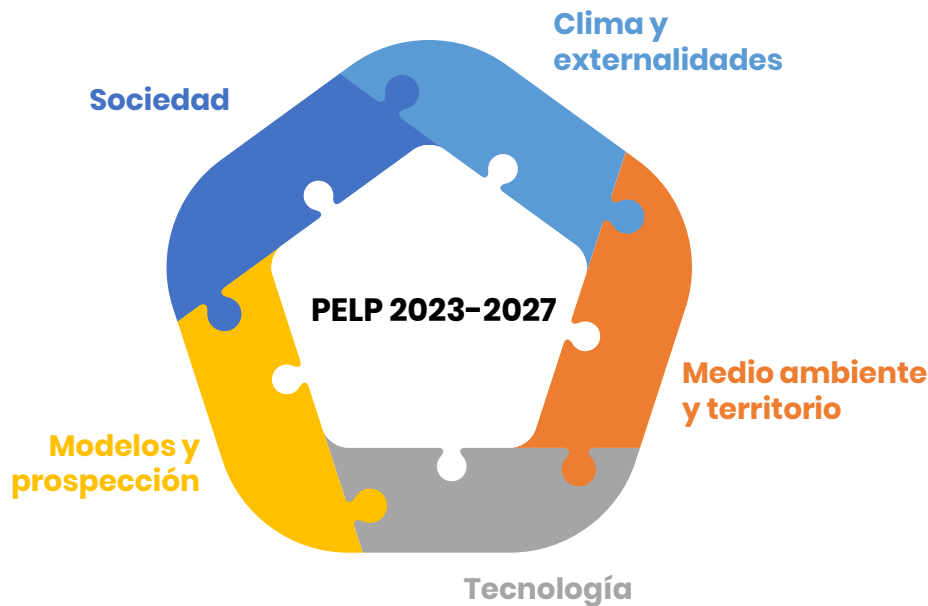 Clima y
externalidades
Sociedad
PELP 2023-2027
Medio ambiente
y territorio
Modelos y
prospección
Tecnología